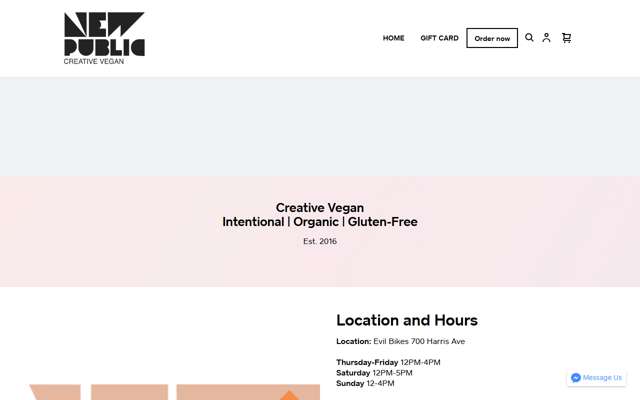 NEW
PUBLIC
CREATIVE VEGAN
HOME
GIFT CARD
Order now
Creative Vegan
Intentional | Organic | Gluten-Free
Est. 2016
Location and Hours
Location: Evil Bikes 700 Harris Ave
Thursday-Friday 12PM-4PM
Saturday 12PM-5PM
Sunday 12-4PM
Message Us